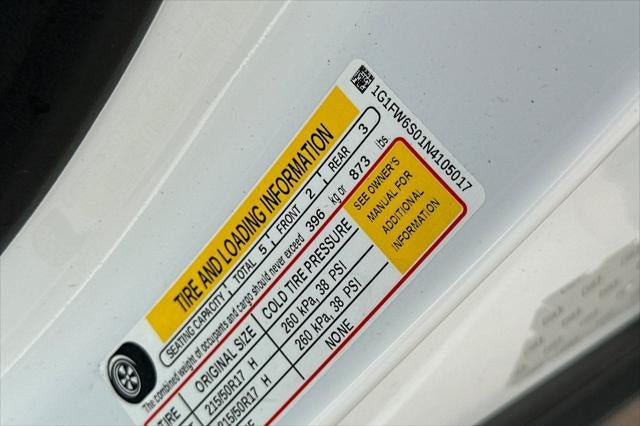 1G1FW6S01N4105017
TIRE AND LOADING INFORMATION
SEATING CAPACITY TOTAL 5 FRONT 2 REAR 3
The combined weight of occupants and cargo should never exceed 396 kg or 873 lbs.
TIRE ORIGINAL SIZE COLD TIRE PRESSURE
215/50R17 H 260 kPa, 38 PSI
215/50R17 H 260 kPa, 38 PSI
NONE
SEE OWNER'S
MANUAL FOR
ADDITIONAL
INFORMATION